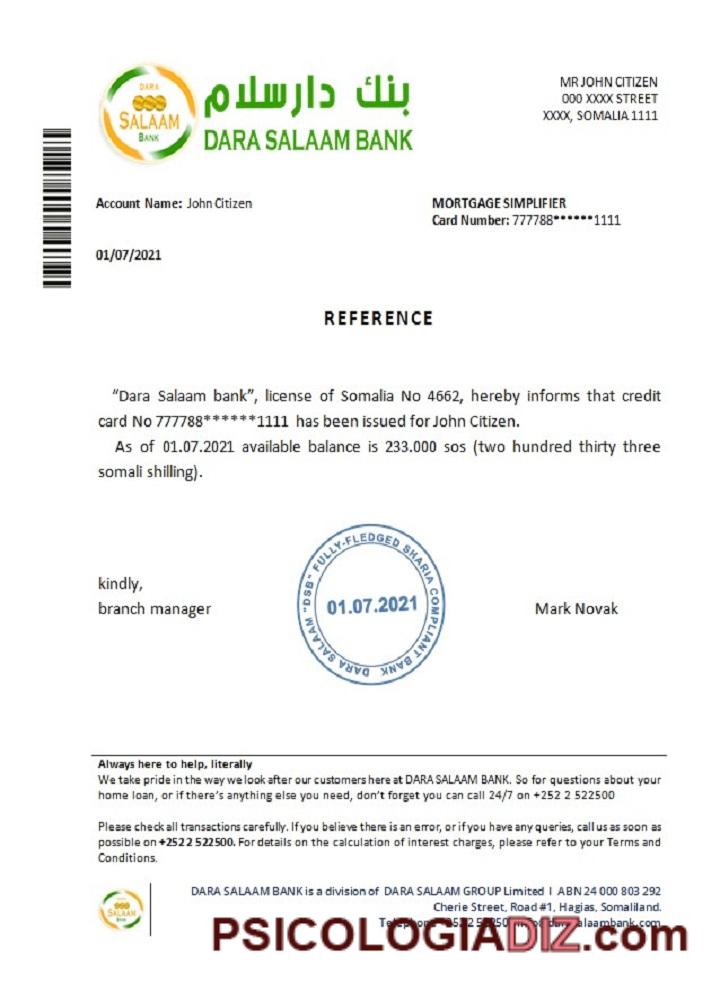 DARA
SALAAM
BANK
بنك دارسلام
DARA SALAAM BANK
MR JOHN CITIZEN
000 XXXX STREET
XXXX, SOMALIA 1111
Account Name: John Citizen
MORTGAGE SIMPLIFIER
Card Number: 777788******1111
01/07/2021
REFERENCE
“Dara Salaam bank”, license of Somalia No 4662, hereby informs that credit
card No 777788******1111 has been issued for John Citizen.
As of 01.07.2021 available balance is 233.000 sos (two hundred thirty three
somali shilling).
DARA SALAAM "DSB" FULLY-FLEDGED SKARIA COMPLIANT BANK
01.07.2021
kindly,
branch manager
Mark Novak
Always here to help, literally
We take pride in the way we look after our customers here at DARA SALAAM BANK. So for questions about your
home loan, or if there’s anything else you need, don’t forget you can call 24/7 on +252 2 522500
Please check all transactions carefully. If you believe there is an error, or if you have any queries, call us as soon as
possible on +252 2 522500. For details on the calculation of interest charges, please refer to your Terms and
Conditions.
SALAAM
BANK
DARA SALAAM BANK is a division of DARA SALAAM GROUP Limited I ABN 24 000 803 292
Cherie Street, Road #1, Hagias, Somaliland.
PSICOLOGIADIZ.com